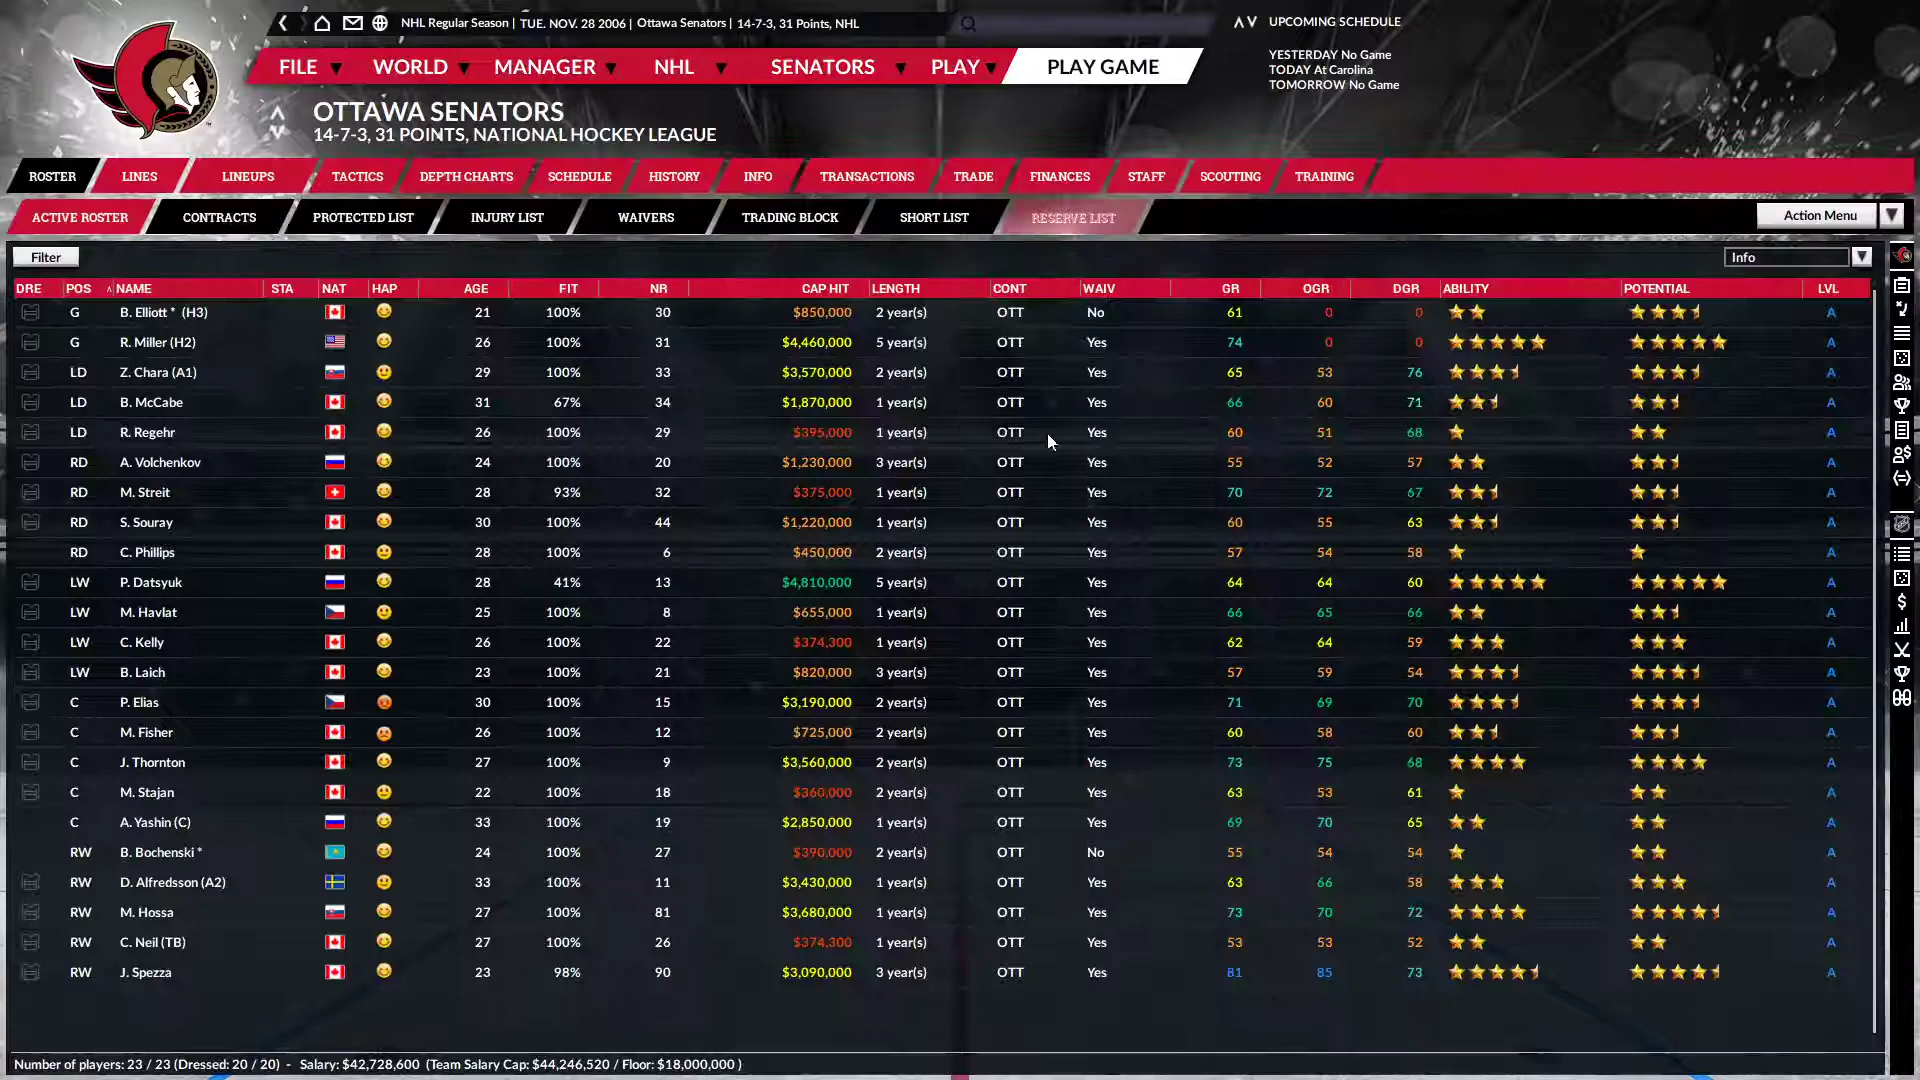 NHL Regular Season | TUE. NOV. 28 2006 | Ottawa Senators | 14-7-3, 31 Points, NHL
UPCOMING SCHEDULE
YESTERDAY No Game
TODAY At Carolina
TOMORROW No Game
FILE WORLD MANAGER NHL SENATORS PLAY PLAY GAME
OTTAWA SENATORS
14-7-3, 31 POINTS, NATIONAL HOCKEY LEAGUE
ROSTER LINES LINEUPS TACTICS DEPTH CHARTS SCHEDULE HISTORY INFO TRANSACTIONS TRADE FINANCES STAFF SCOUTING TRAINING
ACTIVE ROSTER CONTRACTS PROTECTED LIST INJURY LIST WAIVERS TRADING BLOCK SHORT LIST RESERVE LIST Action Menu
Filter Info
DRE POS NAME STA NAT HAP AGE FIT NR CAP HIT LENGTH CONT WAIV GR OGR DGR ABILITY POTENTIAL LVL
G B. Elliott * (H3) 21 100% 30 $850,000 2 year(s) OTT No 61 0 0 A
G R. Miller (H2) 26 100% 31 $4,460,000 5 year(s) OTT Yes 74 0 0 A
LD Z. Chara (A1) 29 100% 33 $3,570,000 2 year(s) OTT Yes 65 53 76 A
LD B. McCabe 31 67% 34 $1,870,000 1 year(s) OTT Yes 66 60 71 A
LD R. Regehr 26 100% 29 $395,000 1 year(s) OTT Yes 60 51 68 A
RD A. Volchenkov 24 100% 20 $1,230,000 3 year(s) OTT Yes 55 52 57 A
RD M. Streit 28 93% 32 $375,000 1 year(s) OTT Yes 70 72 67 A
RD S. Souray 30 100% 44 $1,220,000 1 year(s) OTT Yes 60 55 63 A
RD C. Phillips 28 100% 6 $450,000 2 year(s) OTT Yes 57 54 58 A
LW P. Datsyuk 28 41% 13 $4,810,000 5 year(s) OTT Yes 64 64 60 A
LW M. Havlat 25 100% 8 $655,000 1 year(s) OTT Yes 66 65 66 A
LW C. Kelly 26 100% 22 $374,300 1 year(s) OTT Yes 62 64 59 A
LW B. Laich 23 100% 21 $820,000 3 year(s) OTT Yes 57 59 54 A
C P. Elias 30 100% 15 $3,190,000 2 year(s) OTT Yes 71 69 70 A
C M. Fisher 26 100% 12 $725,000 2 year(s) OTT Yes 60 58 60 A
C J. Thornton 27 100% 9 $3,560,000 2 year(s) OTT Yes 73 75 68 A
C M. Stajan 22 100% 18 $360,000 2 year(s) OTT Yes 63 53 61 A
C A. Yashin (C) 33 100% 19 $2,850,000 1 year(s) OTT Yes 69 70 65 A
RW B. Bochenski * 24 100% 27 $390,000 2 year(s) OTT No 55 54 54 A
RW D. Alfredsson (A2) 33 100% 11 $3,430,000 1 year(s) OTT Yes 63 66 58 A
RW M. Hossa 27 100% 81 $3,680,000 1 year(s) OTT Yes 73 70 72 A
RW C. Neil (TB) 27 100% 26 $374,300 1 year(s) OTT Yes 53 53 52 A
RW J. Spezza 23 98% 90 $3,090,000 3 year(s) OTT Yes 81 85 73 A
Number of players: 23 / 23 (Dressed: 20 / 20) - Salary: $42,728,600 (Team Salary Cap: $44,246,520 / Floor: $18,000,000 )